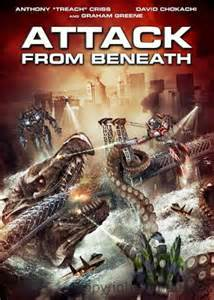 ANTHONY "TREACH" CRISS DAVID CHOKACHI
AND GRAHAM GREENE
ATTACK
FROM BENEATH